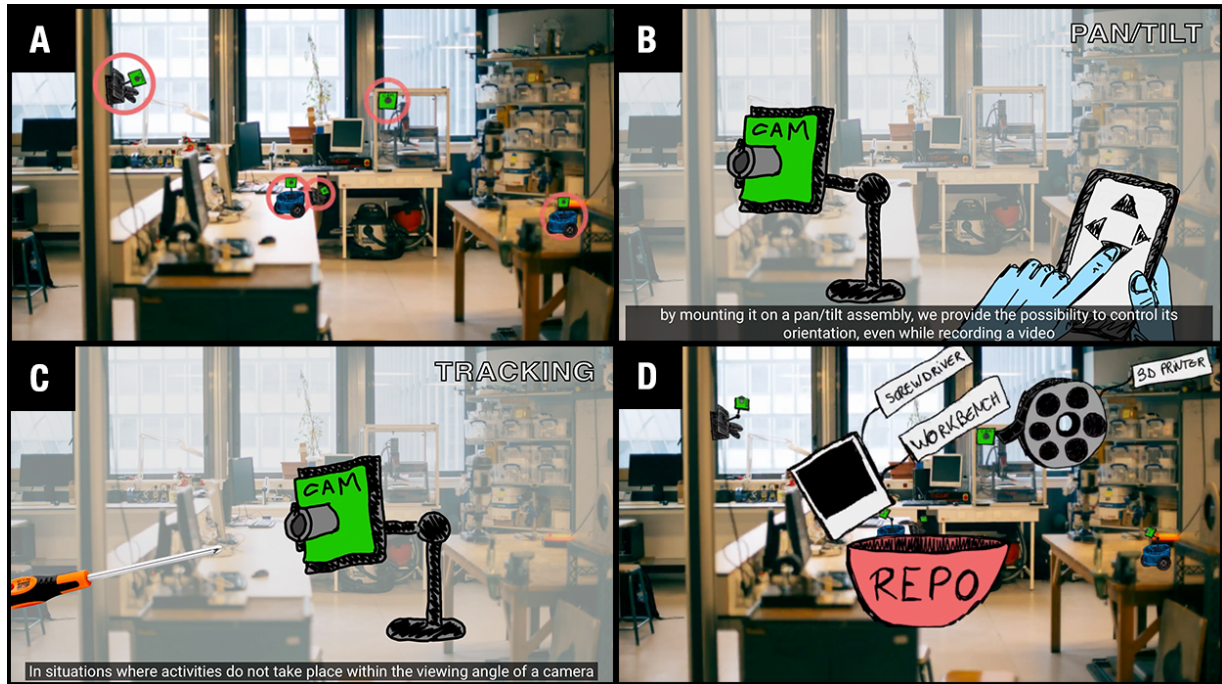 A
B
PAN/TILT
CAM
by mounting it on a pan/tilt assembly, we provide the possibility to control its
orientation, even while recording a video
C
TRACKING
CAM
In situations where activities do not take place within the viewing angle of a camera
D
SCREWDRIVER
WORKBENCH
3D PRINTER
REPO